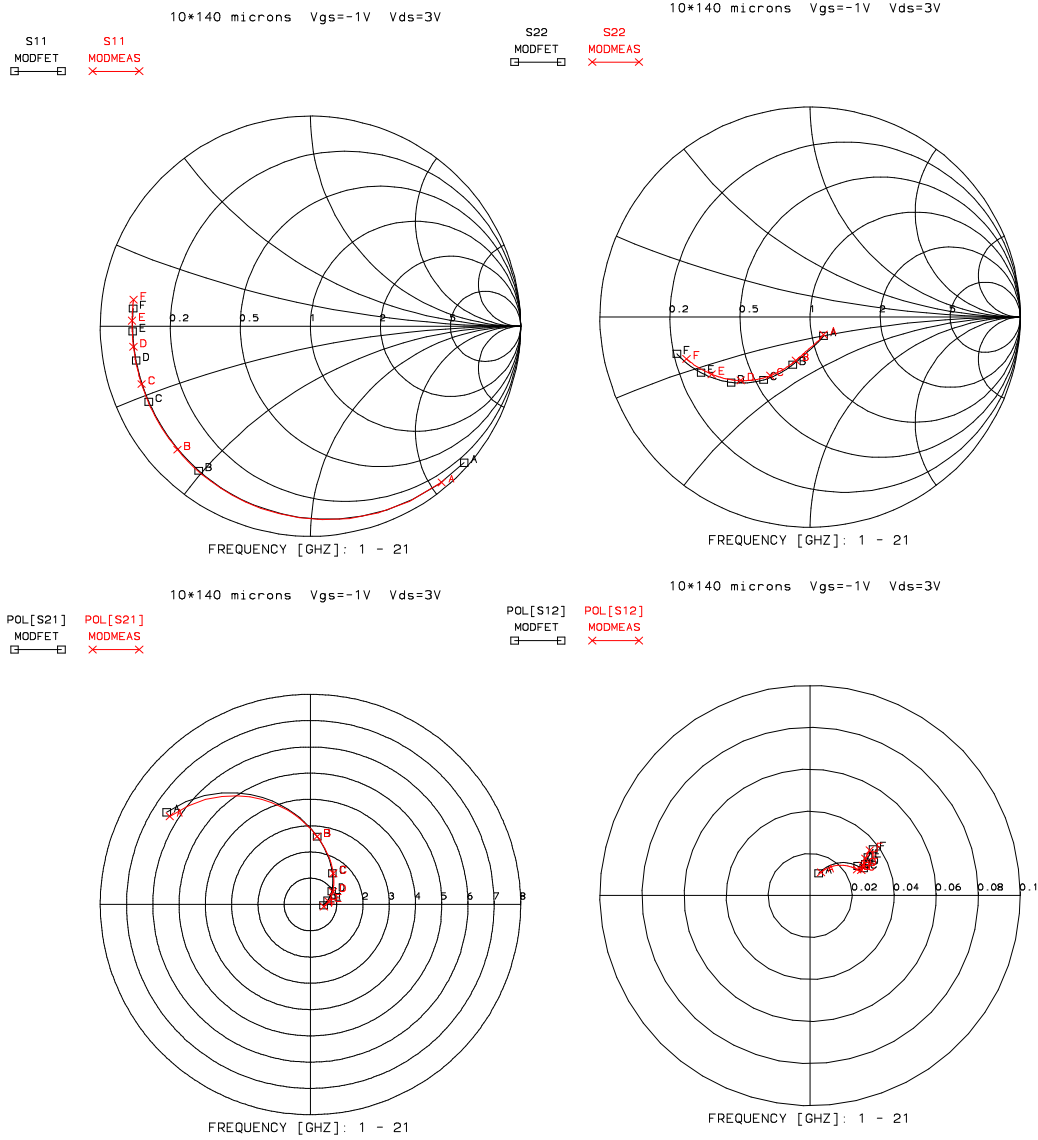 10*140 microns Vgs=-1V Vds=3V
S11 S11
MODFET MODMEAS
F
F
E
E
D
D
C
C
B
B
A
A
0.2 0.5 1 2 5
FREQUENCY [GHZ]: 1 - 21
10*140 microns Vgs=-1V Vds=3V
S22 S22
MODFET MODMEAS
0.2 0.5 1 2 5
A
B
B
C
C
D
D
E
E
F
F
FREQUENCY [GHZ]: 1 - 21
10*140 microns Vgs=-1V Vds=3V
POL[S21] POL[S21]
MODFET MODMEAS
A
A
B
C
D
2 3 4 5 6 7 8
FREQUENCY [GHZ]: 1 - 21
10*140 microns Vgs=-1V Vds=3V
POL[S12] POL[S12]
MODFET MODMEAS
A
F
E
C
0.02 0.04 0.06 0.08 0.1
FREQUENCY [GHZ]: 1 - 21